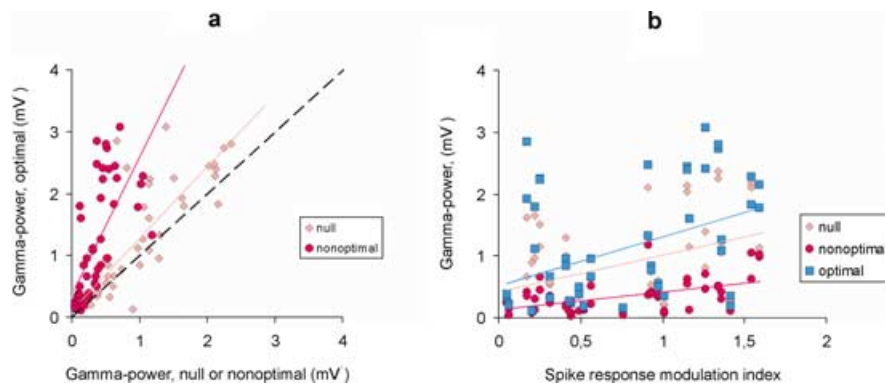 a
Gamma-power, optimal (mV )
4
3
2
1
0
0
1
2
3
4
null
nonoptimal
Gamma-power, null or nonoptimal (mV )
b
Gamma-power, (mV )
4
3
2
1
0
0
0,5
1
1,5
2
null
nonoptima
optimal
Spike response modulation index